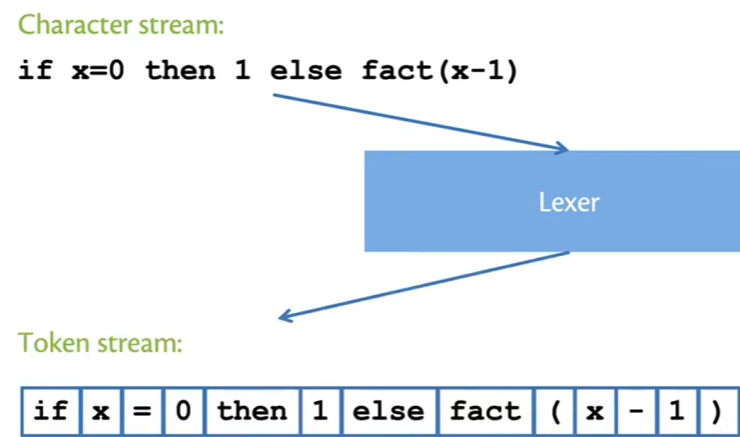 Character stream:
if x=0 then 1 else fact(x-1)
Lexer
Token stream:
if x = 0 then 1 else fact ( x - 1 )